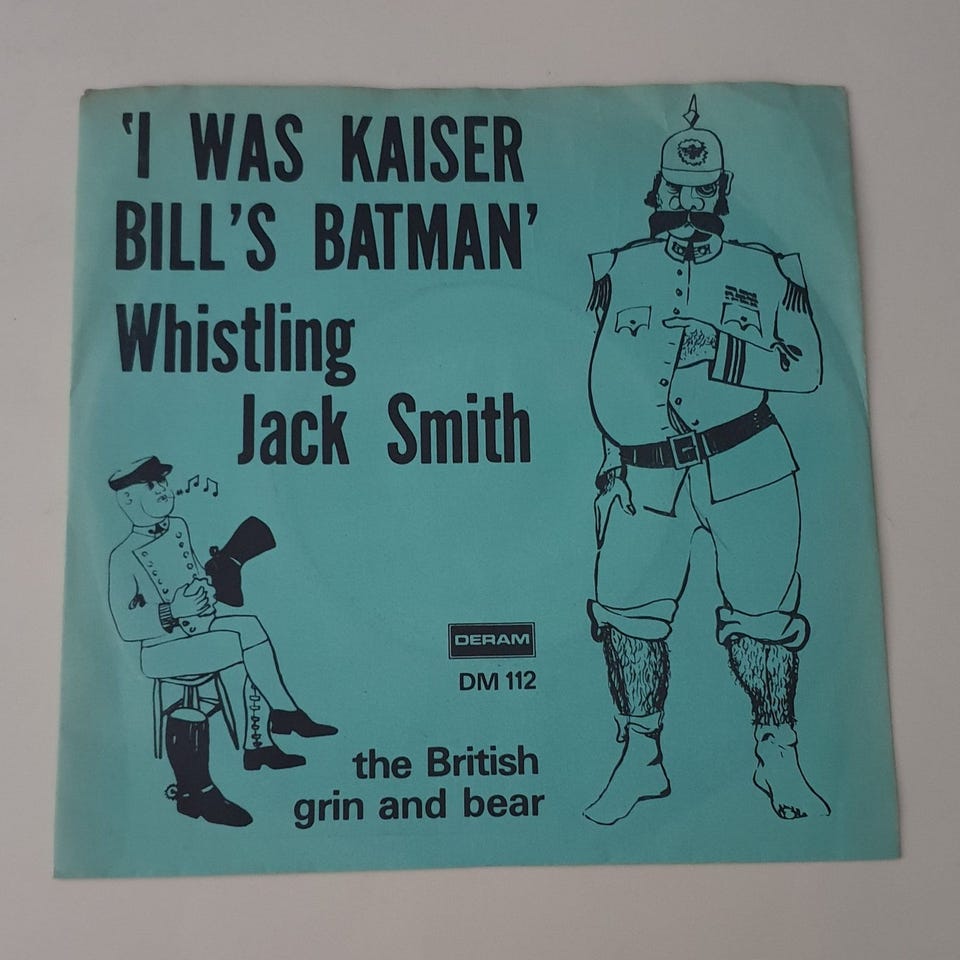 ‘I WAS KAISER
BILL’S BATMAN’
Whistling
Jack Smith
DERAM
DM 112
the British
grin and bear